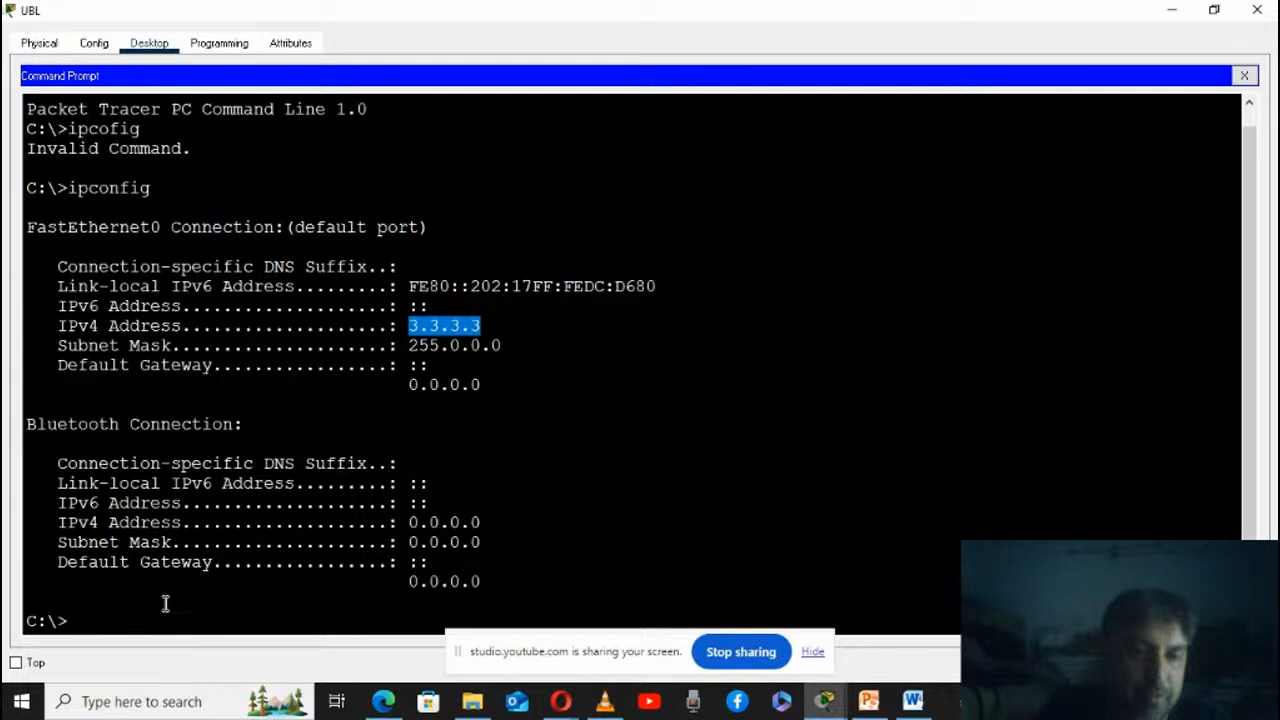 UBL
Physical Config Desktop Programming Attributes
Command Prompt
X
Packet Tracer PC Command Line 1.0
C:\>ipcofig
Invalid Command.
C:\>ipconfig
FastEthernet0 Connection:(default port)
Connection-specific DNS Suffix..:
Link-local IPv6 Address.........: FE80::202:17FF:FEDC:D680
IPv6 Address....................: ::
IPv4 Address....................: 3.3.3.3
Subnet Mask.....................: 255.0.0.0
Default Gateway.................: ::
0.0.0.0
Bluetooth Connection:
Connection-specific DNS Suffix..:
Link-local IPv6 Address.........: ::
IPv6 Address....................: ::
IPv4 Address....................: 0.0.0.0
Subnet Mask.....................: 0.0.0.0
Default Gateway.................: ::
0.0.0.0
C:\>
studio.youtube.com is sharing your screen. Stop sharing Hide
Top
Type here to search